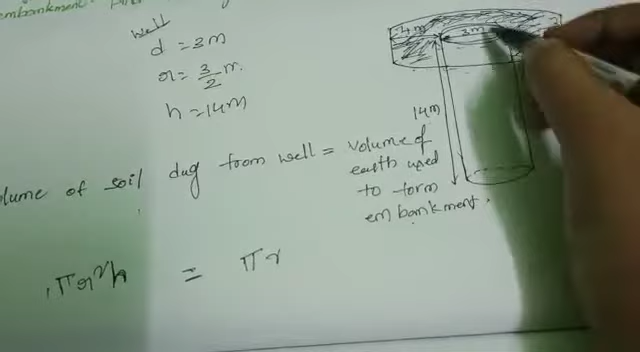 embankment.
well
d = 3m
r = 3/2 m.
h = 14m
4m
3m
14m
volume of soil dug from well = volume of
earth used
to form
embankment.
πr²h = πr